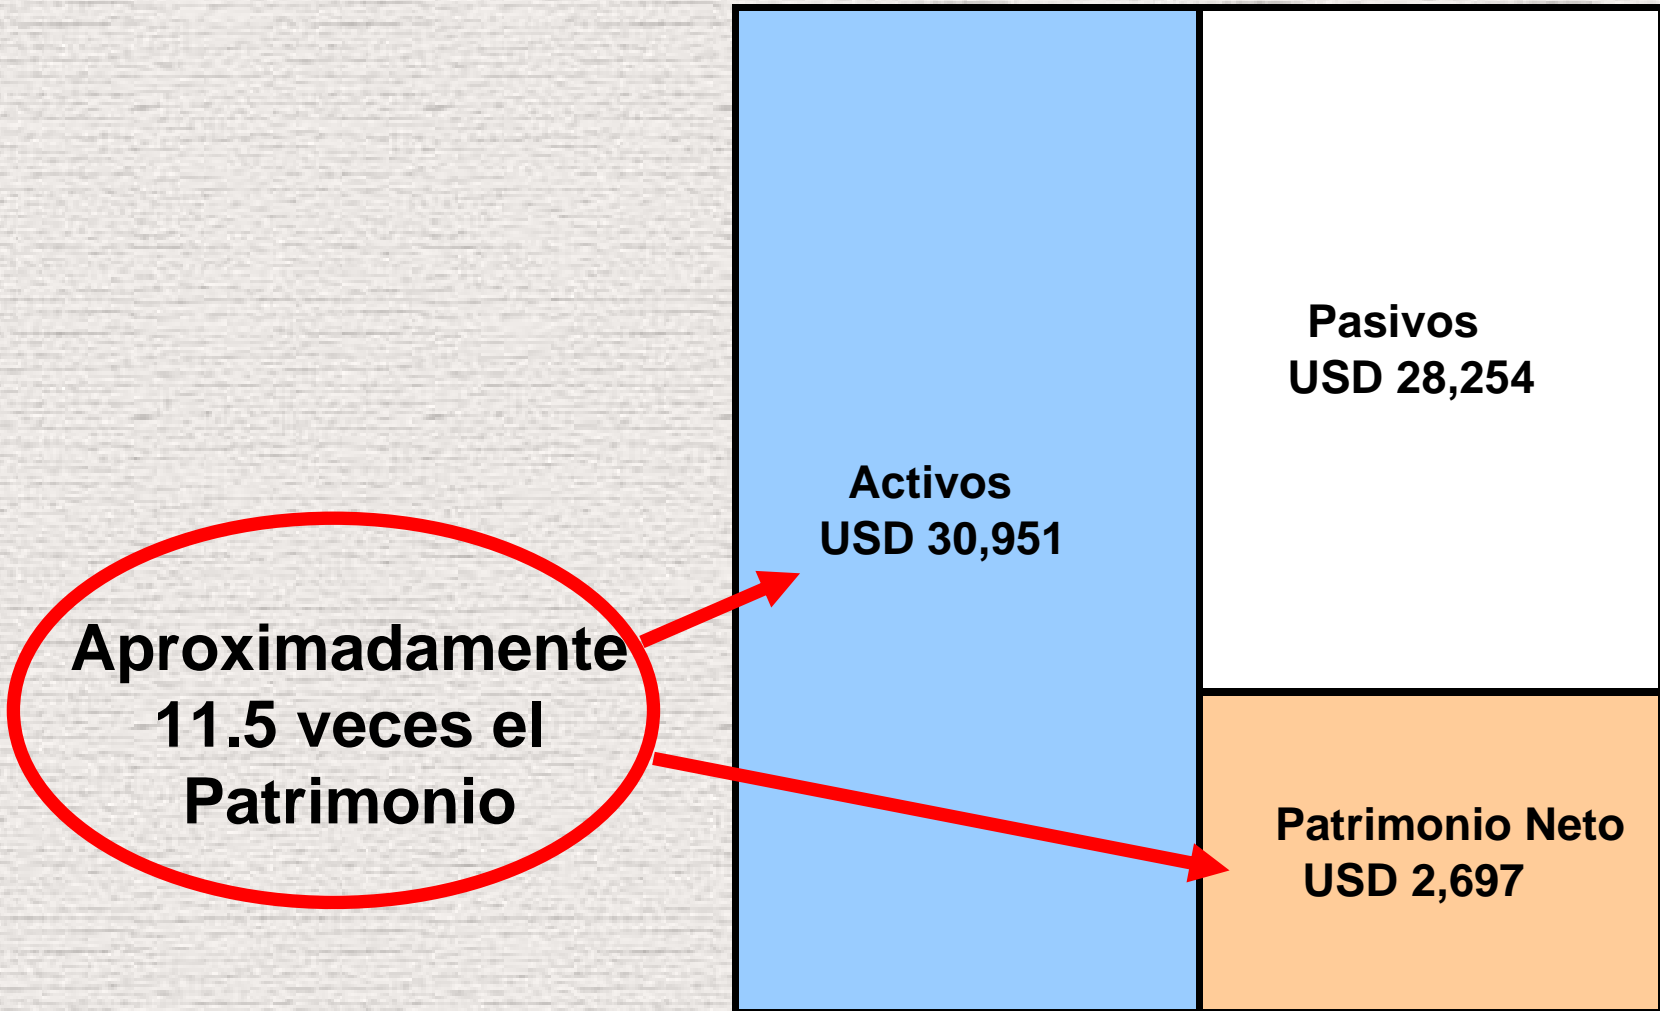 Pasivos
USD 28,254
Activos
USD 30,951
Aproximadamente
11.5 veces el
Patrimonio
Patrimonio Neto
USD 2,697